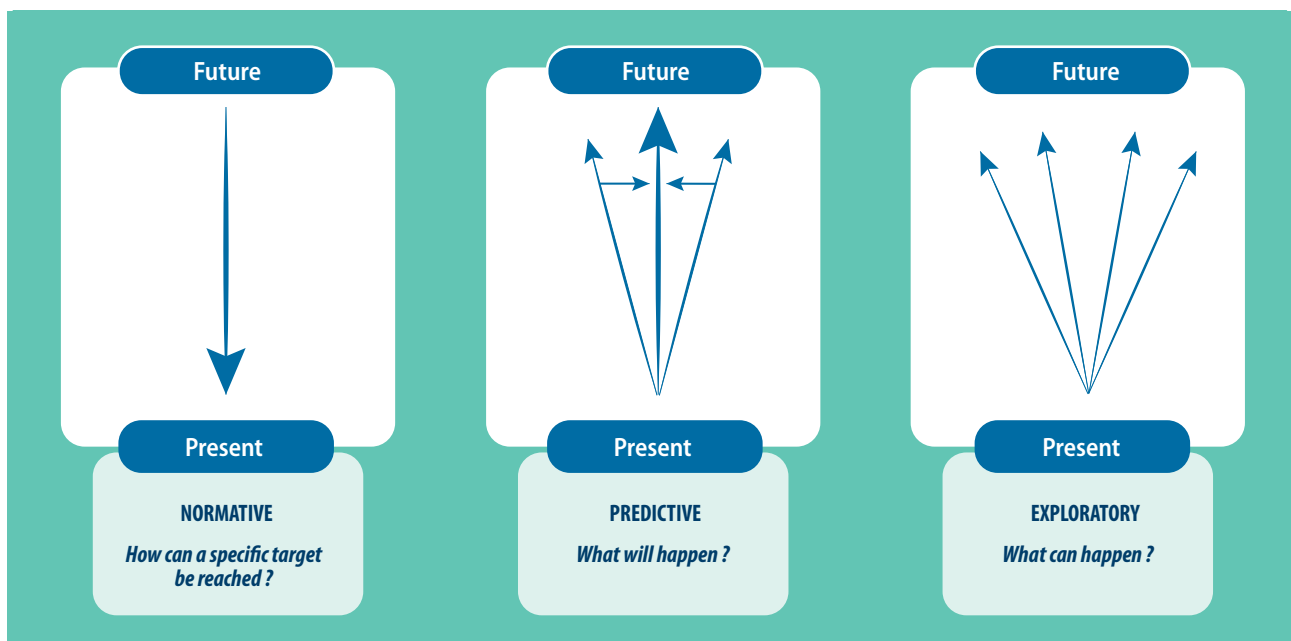 Future
Present
NORMATIVE
How can a specific target
be reached ?
Future
Present
PREDICTIVE
What will happen ?
Future
Present
EXPLORATORY
What can happen ?